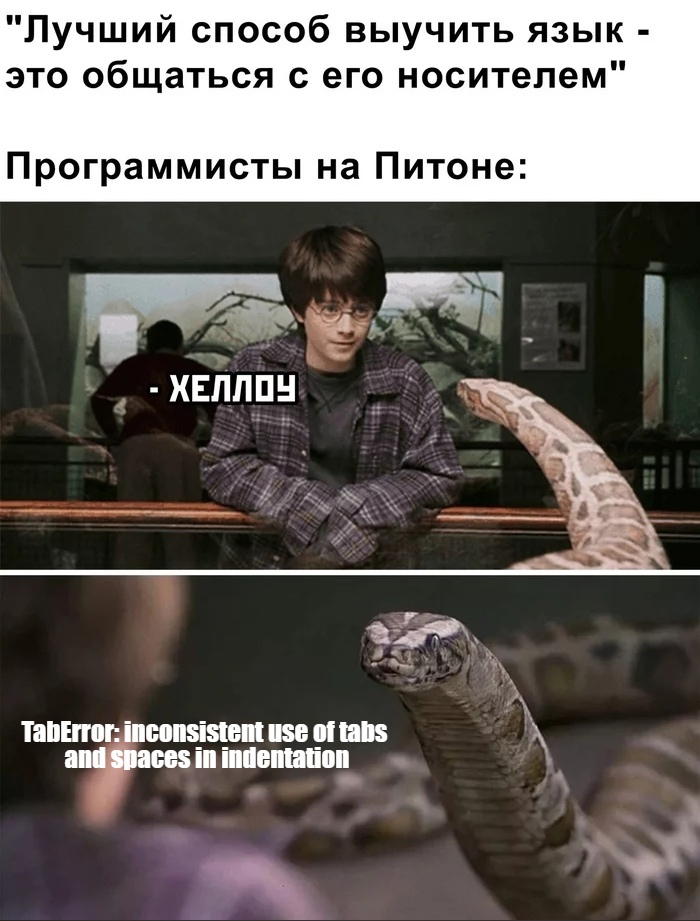 "Лучший способ выучить язык -
это общаться с его носителем"
Программисты на Питоне:
- ХЕЛЛОУ
TabError: inconsistent use of tabs
and spaces in indentation